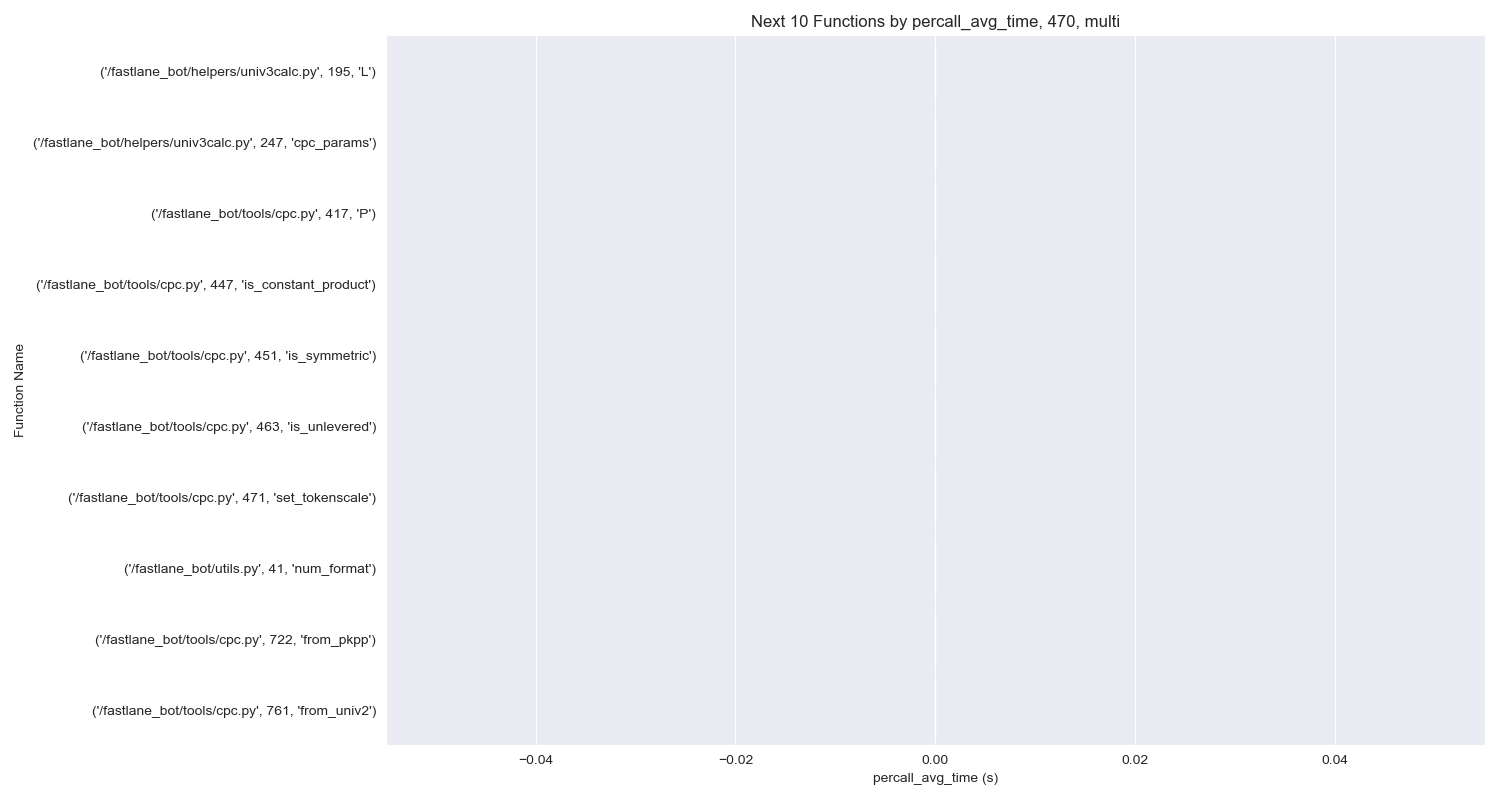 Next 10 Functions by percall_avg_time, 470, multi
('/fastlane_bot/helpers/univ3calc.py', 195, 'L')
('/fastlane_bot/helpers/univ3calc.py', 247, 'cpc_params')
('/fastlane_bot/tools/cpc.py', 417, 'P')
('/fastlane_bot/tools/cpc.py', 447, 'is_constant_product')
('/fastlane_bot/tools/cpc.py', 451, 'is_symmetric')
('/fastlane_bot/tools/cpc.py', 463, 'is_unlevered')
('/fastlane_bot/tools/cpc.py', 471, 'set_tokenscale')
('/fastlane_bot/utils.py', 41, 'num_format')
('/fastlane_bot/tools/cpc.py', 722, 'from_pkpp')
('/fastlane_bot/tools/cpc.py', 761, 'from_univ2')
Function Name
−0.04 −0.02 0.00 0.02 0.04
percall_avg_time (s)